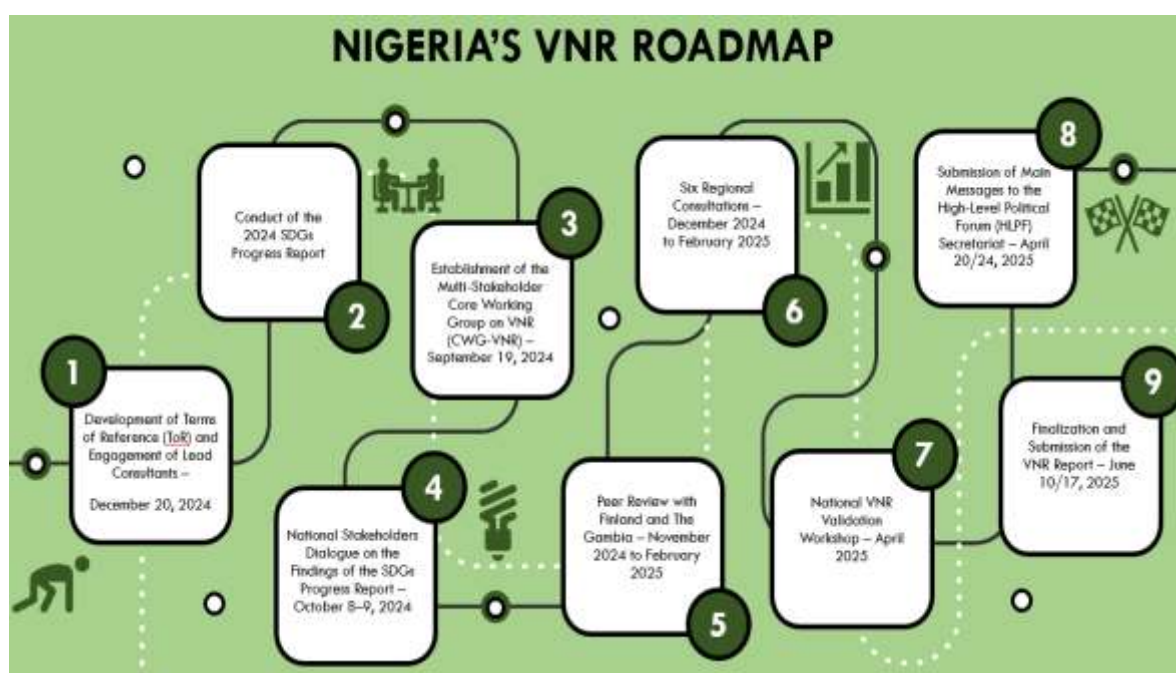 NIGERIA'S VNR ROADMAP
1
Development of Terms
of Reference (ToR) and
Engagement of Lead
Consultants –
December 20, 2024
2
Conduct of the
2024 SDGs
Progress Report
3
Establishment of the
Multi-Stakeholder
Core Working
Group on VNR
(CWG-VNR) –
September 19, 2024
4
National Stakeholders
Dialogue on the
Findings of the SDGs
Progress Report –
October 8–9, 2024
5
Peer Review with
Finland and The
Gambia – November
2024 to February
2025
6
Six Regional
Consultations –
December 2024
to February 2025
7
National VNR
Validation
Workshop – April
2025
8
Submission of Main
Messages to the
High-Level Political
Forum (HLPF)
Secretariat – April
20/24, 2025
9
Finalization and
Submission of the
VNR Report – June
10/17, 2025